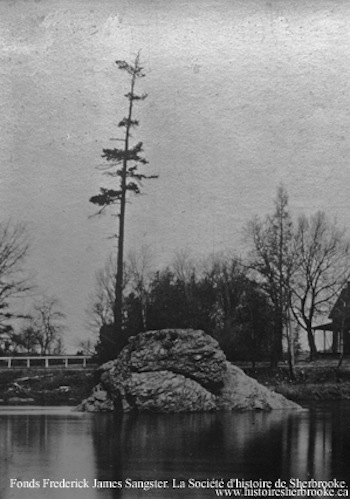 Fonds Frederick James Sangster. La Société d'histoire de Sherbrooke.
www.histoiresherbrooke.ca